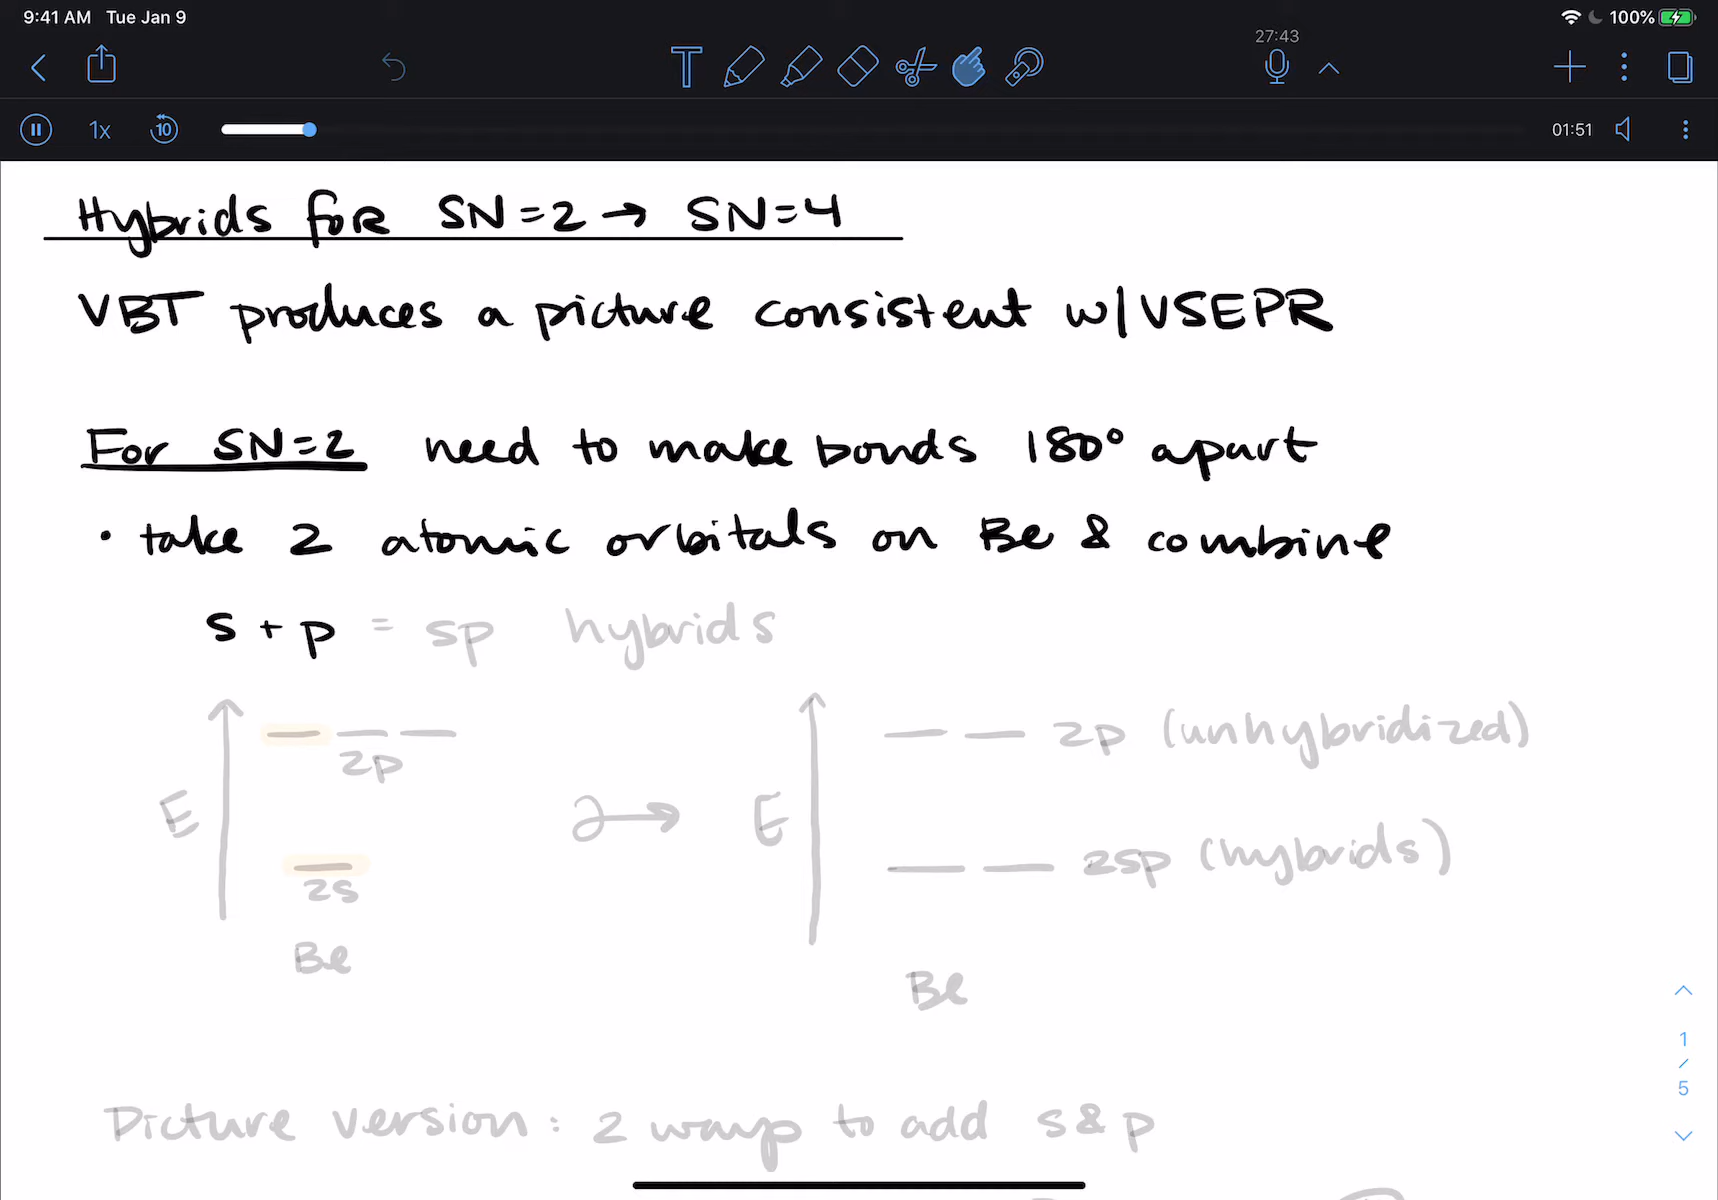 9:41 AM Tue Jan 9
100%
27:43
1x
10
01:51
Hybrids for SN=2 → SN=4
VBT produces a picture consistent w/VSEPR
For SN=2 need to make bonds 180° apart
• take 2 atomic orbitals on Be & combine
s + p = sp hybrids
2p (unhybridized)
2p
E
E
2sp (hybrids)
2s
Be
Be
1
/
5
Picture version: 2 ways to add s & p